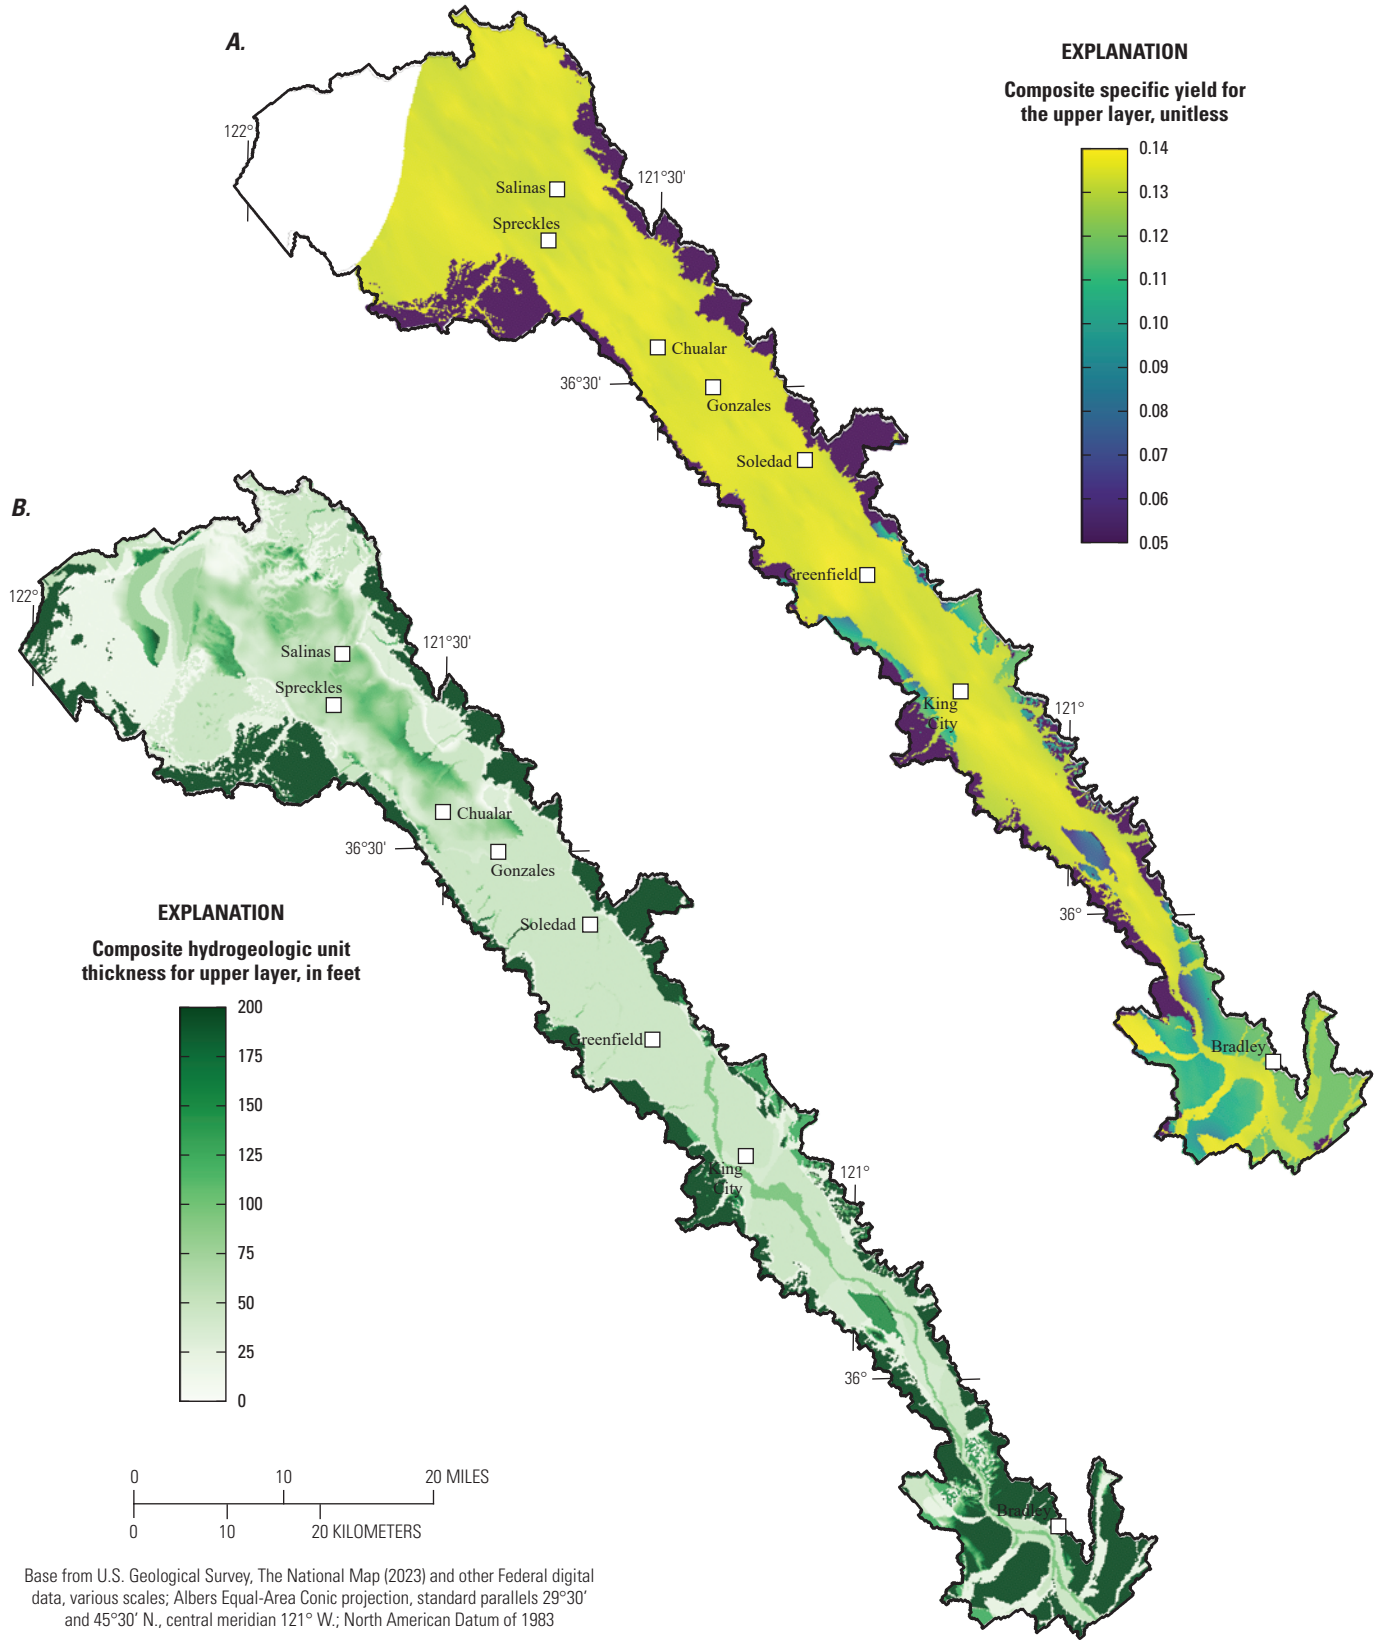 A.
EXPLANATION
Composite specific yield for
the upper layer, unitless
0.14
0.13
0.12
0.11
0.10
0.09
0.08
0.07
0.06
0.05
122°
121°30'
Salinas
Spreckles
Chualar
36°30'
Gonzales
Soledad
Greenfield
King
City
121°
36°
Bradley
B.
122°
121°30'
Salinas
Spreckles
Chualar
36°30'
Gonzales
Soledad
Greenfield
King
City
121°
36°
Bradley
EXPLANATION
Composite hydrogeologic unit
thickness for upper layer, in feet
200
175
150
125
100
75
50
25
0
0 10 20 MILES
0 10 20 KILOMETERS
Base from U.S. Geological Survey, The National Map (2023) and other Federal digital
data, various scales; Albers Equal-Area Conic projection, standard parallels 29°30'
and 45°30' N., central meridian 121° W.; North American Datum of 1983